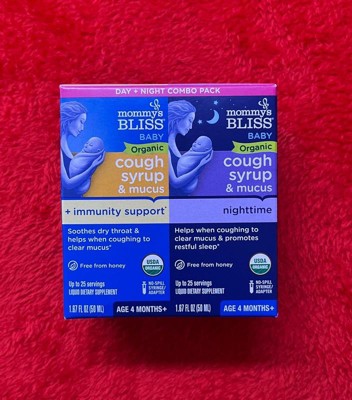 DAY + NIGHT COMBO PACK
mommy's
BLISS
BABY
Organic
cough
syrup
& mucus
+ immunity support*
Soothes dry throat &
helps when coughing to
clear mucus*
Free from honey
USDA
ORGANIC
Up to 25 servings
LIQUID DIETARY SUPPLEMENT
NO-SPILL
SYRINGE/
ADAPTER
1.67 FL OZ (50 ML)
AGE 4 MONTHS+
mommy's
BLISS
BABY
Organic
cough
syrup
& mucus
nighttime
Helps when coughing to
clear mucus & promotes
restful sleep*
Free from honey
USDA
ORGANIC
Up to 25 servings
LIQUID DIETARY SUPPLEMENT
NO-SPILL
SYRINGE/
ADAPTER
1.67 FL OZ (50 ML)
AGE 4 MONTHS+